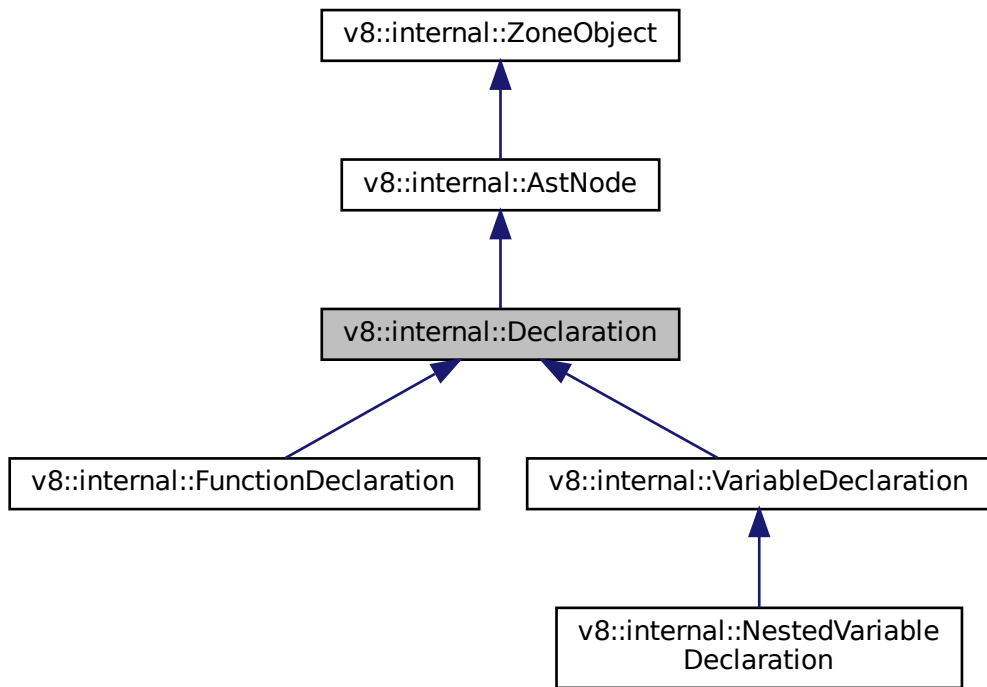 v8::internal::ZoneObject
v8::internal::AstNode
v8::internal::Declaration
v8::internal::FunctionDeclaration
v8::internal::VariableDeclaration
v8::internal::NestedVariable
Declaration